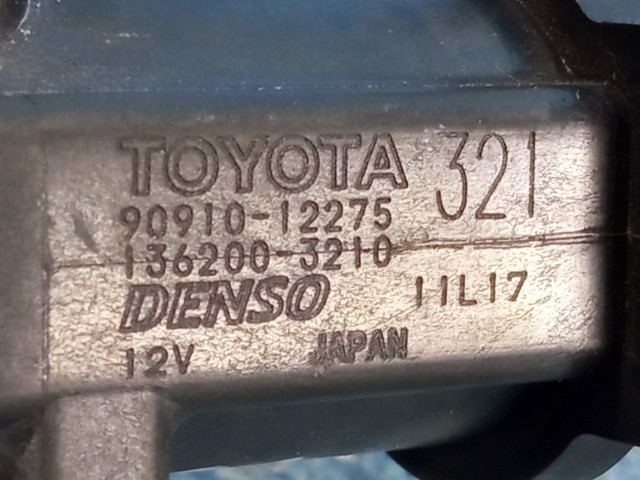 TOYOTA 321
90910-12275
136200-3210
DENSO 11L17
12V JAPAN